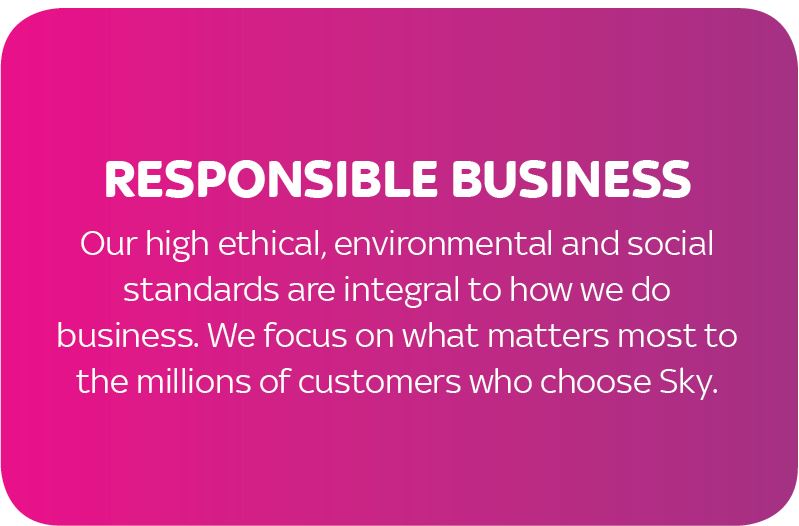 RESPONSIBLE BUSINESS
Our high ethical, environmental and social
standards are integral to how we do
business. We focus on what matters most to
the millions of customers who choose Sky.